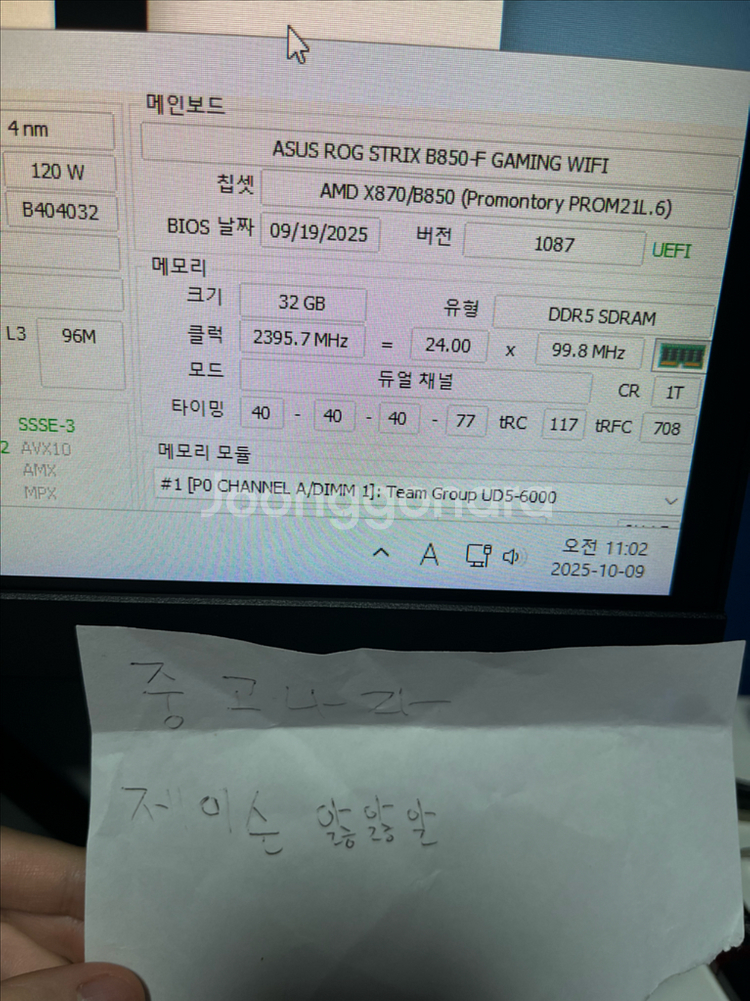 메인보드
4 nm
ASUS ROG STRIX B850-F GAMING WIFI
120 W
칩셋 AMD X870/B850 (Promontory PROM21L.6)
B404032
BIOS 날짜 09/19/2025 버전 1087 UEFI
메모리
크기 32 GB 유형 DDR5 SDRAM
L3 96M
클럭 2395.7 MHz = 24.00 x 99.8 MHz
모드 듀얼 채널 CR 1T
타이밍 40 - 40 - 40 - 77 tRC 117 tRFC 708
SSSE-3
2 AVX10
AMX
MPX
메모리 모듈
#1 [P0 CHANNEL A/DIMM 1]: Team Group UD5-6000
Joonggonara
A
오전 11:02
2025-10-09
중고나라
제이슨